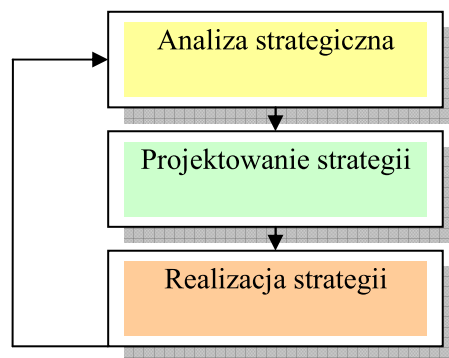 Analiza strategiczna
Projektowanie strategii
Realizacja strategii